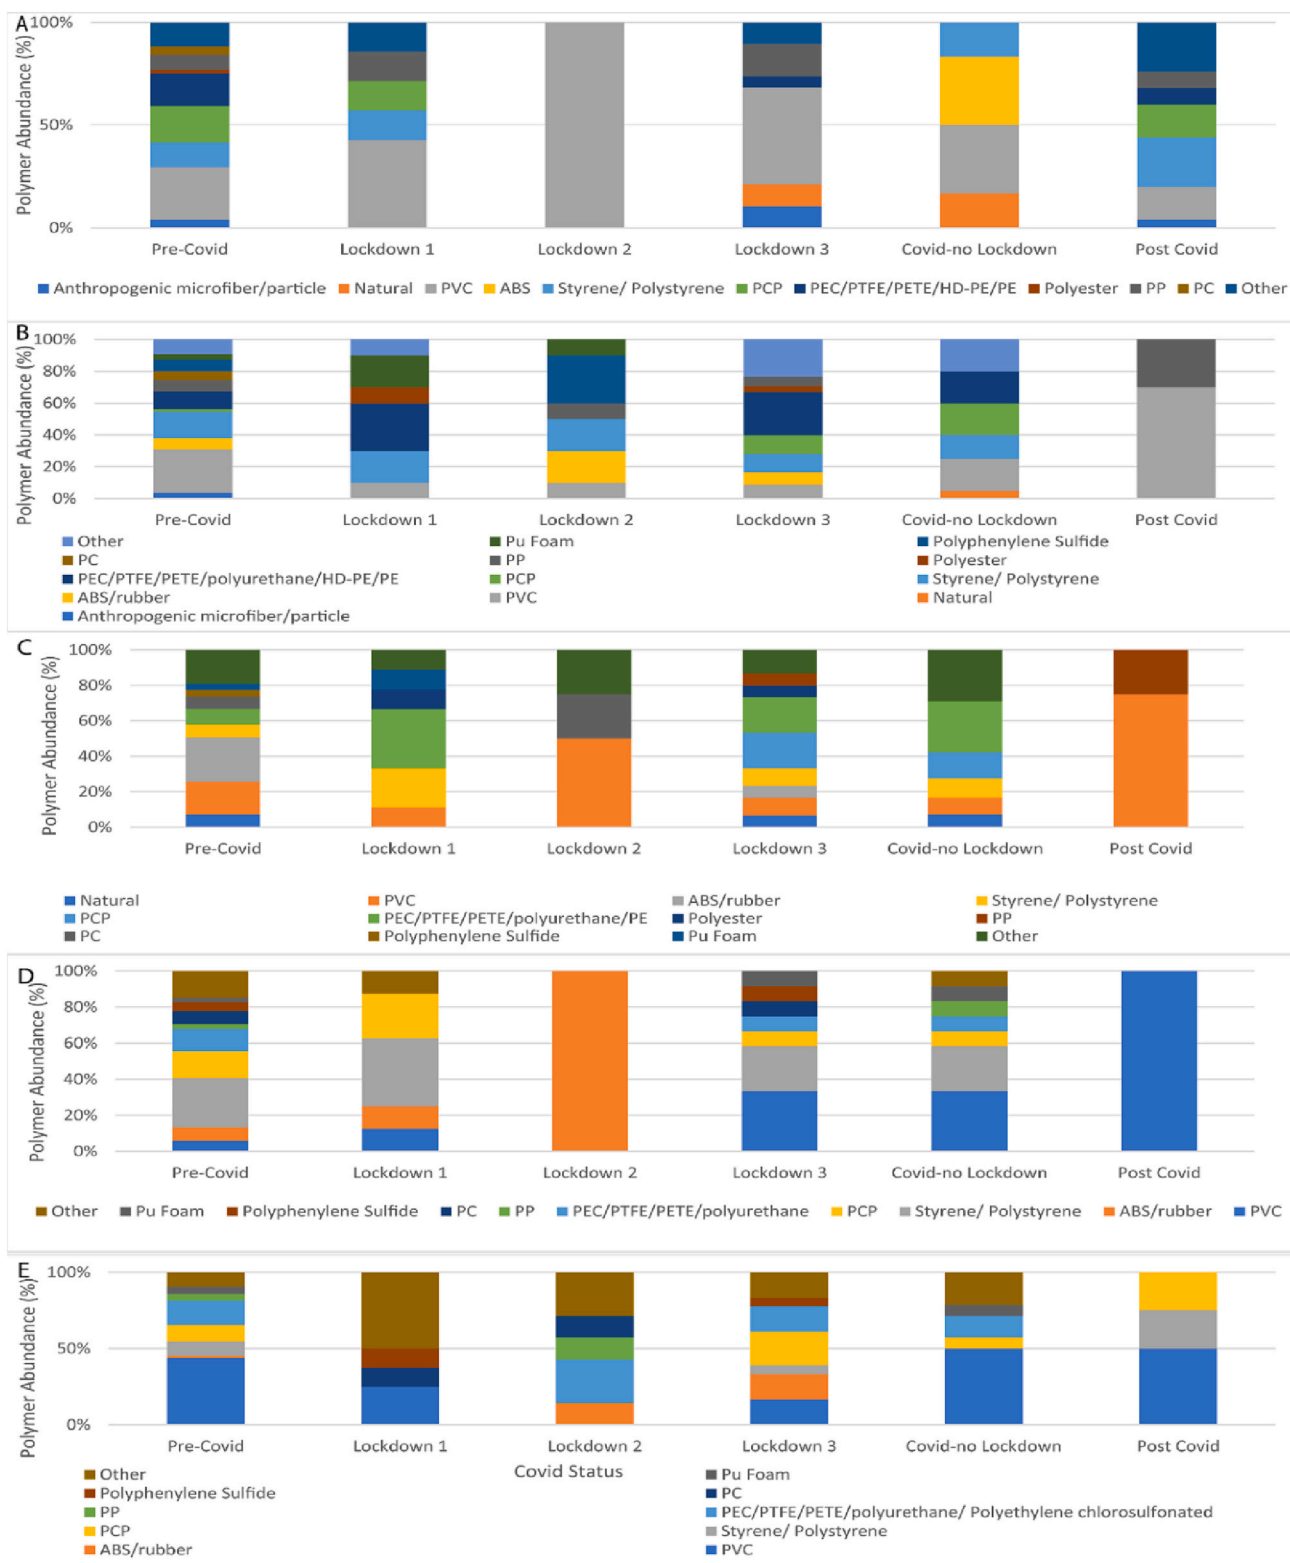 A
Polymer Abundance (%)
100%
50%
0%
Pre-Covid Lockdown 1 Lockdown 2 Lockdown 3 Covid-no Lockdown Post Covid
Anthropogenic microfiber/particle Natural PVC ABS Styrene/ Polystyrene PCP PEC/PTFE/PETE/HD-PE/PE Polyester PP PC Other
B
Polymer Abundance (%)
100%
80%
60%
40%
20%
0%
Pre-Covid Lockdown 1 Lockdown 2 Lockdown 3 Covid-no Lockdown Post Covid
Other Pu Foam Polyphenylene Sulfide
PC PP Polyester
PEC/PTFE/PETE/polyurethane/HD-PE/PE PCP Styrene/ Polystyrene
ABS/rubber PVC Natural
Anthropogenic microfiber/particle
C
Polymer Abundance (%)
100%
80%
60%
40%
20%
0%
Pre-Covid Lockdown 1 Lockdown 2 Lockdown 3 Covid-no Lockdown Post Covid
Natural PVC ABS/rubber Styrene/ Polystyrene
PCP PEC/PTFE/PETE/polyurethane/PE Polyester PP
PC Polyphenylene Sulfide Pu Foam Other
D
Polymer Abundance (%)
100%
80%
60%
40%
20%
0%
Pre-Covid Lockdown 1 Lockdown 2 Lockdown 3 Covid-no Lockdown Post Covid
Other Pu Foam Polyphenylene Sulfide PC PP PEC/PTFE/PETE/polyurethane PCP Styrene/ Polystyrene ABS/rubber PVC
E
Polymer Abundance (%)
100%
50%
0%
Pre-Covid Lockdown 1 Lockdown 2 Lockdown 3 Covid-no Lockdown Post Covid
Covid Status
Other Pu Foam
Polyphenylene Sulfide PC
PP PEC/PTFE/PETE/polyurethane/ Polyethylene chlorosulfonated
PCP Styrene/ Polystyrene
ABS/rubber PVC